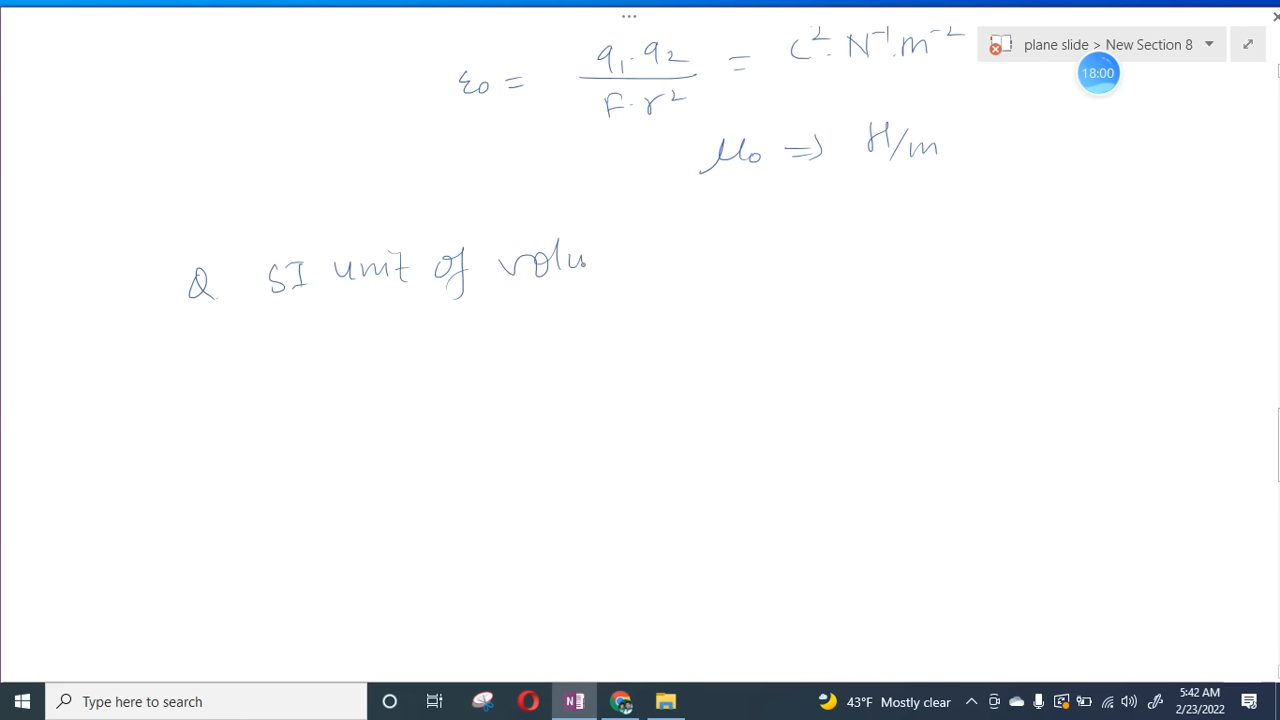 ...
plane slide > New Section 8
18:00
ε₀ = q₁.q₂ / F.r² = C².N⁻¹.m⁻²
μ₀ ⇒ H/m
Q. SI unit of volu
Type here to search
43°F Mostly clear
5:42 AM
2/23/2022